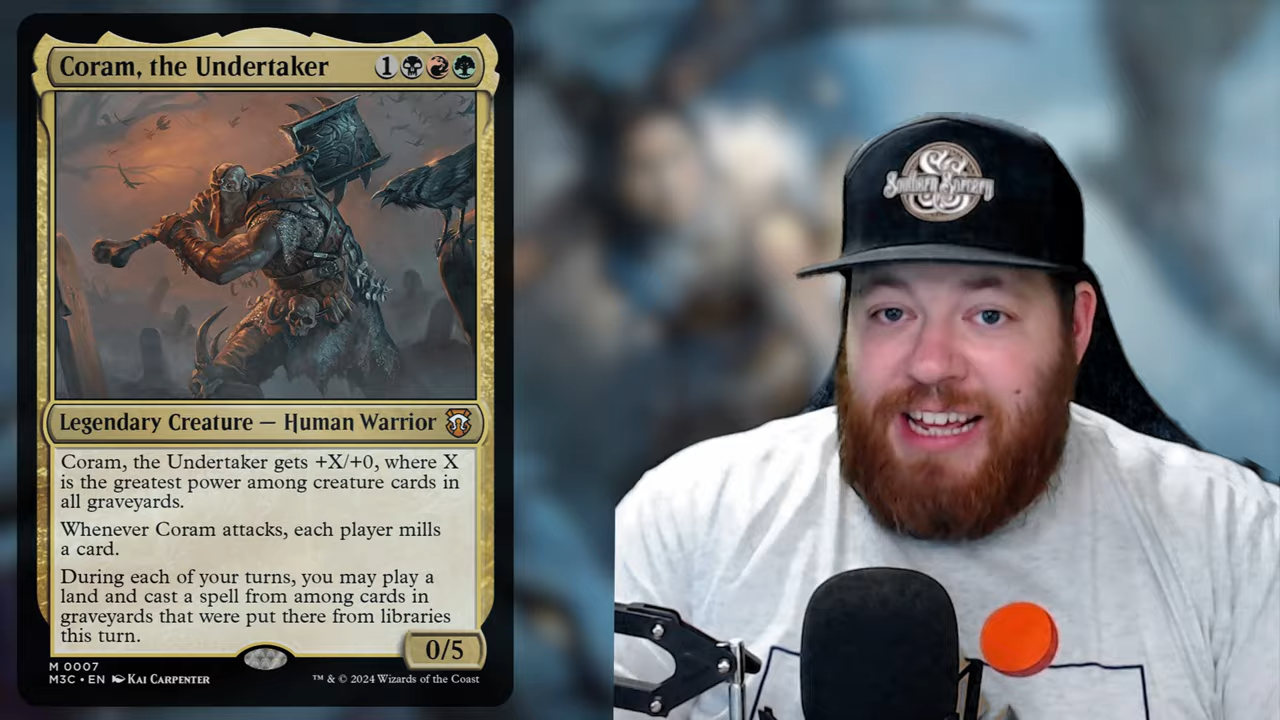 Coram, the Undertaker 1
Legendary Creature — Human Warrior
Coram, the Undertaker gets +X/+0, where X
is the greatest power among creature cards in
all graveyards.
Whenever Coram attacks, each player mills
a card.
During each of your turns, you may play a
land and cast a spell from among cards in
graveyards that were put there from libraries
this turn.
0/5
M 0007
M3C • EN Kai Carpenter
™ & © 2024 Wizards of the Coast
Southern Sorcery